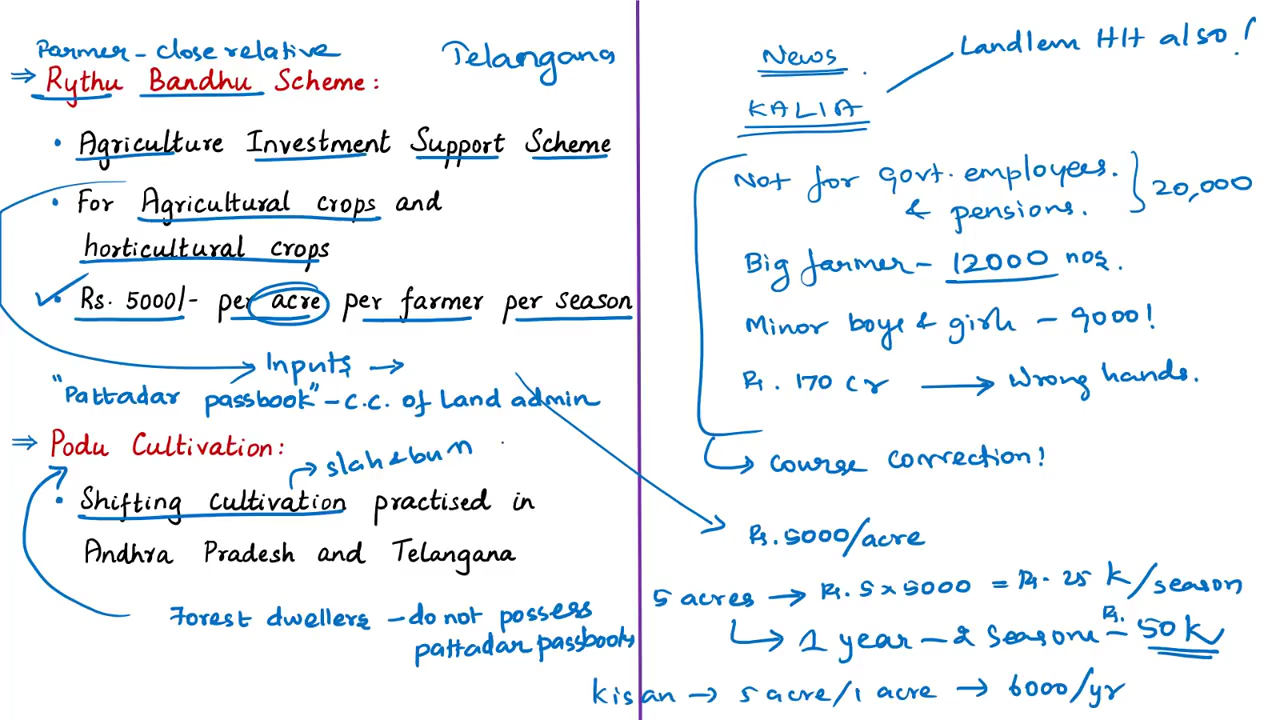 Farmer - close relative
Telangana
⇒ Rythu Bandhu Scheme:
• Agriculture Investment Support Scheme
• For Agricultural crops and
horticultural crops
• Rs. 5000/- per acre per farmer per season
Inputs →
"Pattadar passbook" - c.c. of Land admin
⇒ Podu Cultivation:
→ slah & burn
• Shifting Cultivation practised in
Andhra Pradesh and Telangana
Forest dwellers - do not possess
pattadar passbooks
News
Landlem HH also!
KALIA
Not for Govt. employees.
& pensions.
20,000
Big farmer - 12000 nos.
Minor boys & girls - 9000!
Rs. 170 Cr → Wrong hands.
→ Course correction!
Rs. 5000/acre
5 acres → Rs. 5 x 5000 = Rs. 25 K/season
→ 1 year - 2 Seasons - Rs. 50K
kisan → 5 acre/1 acre → 6000/yr